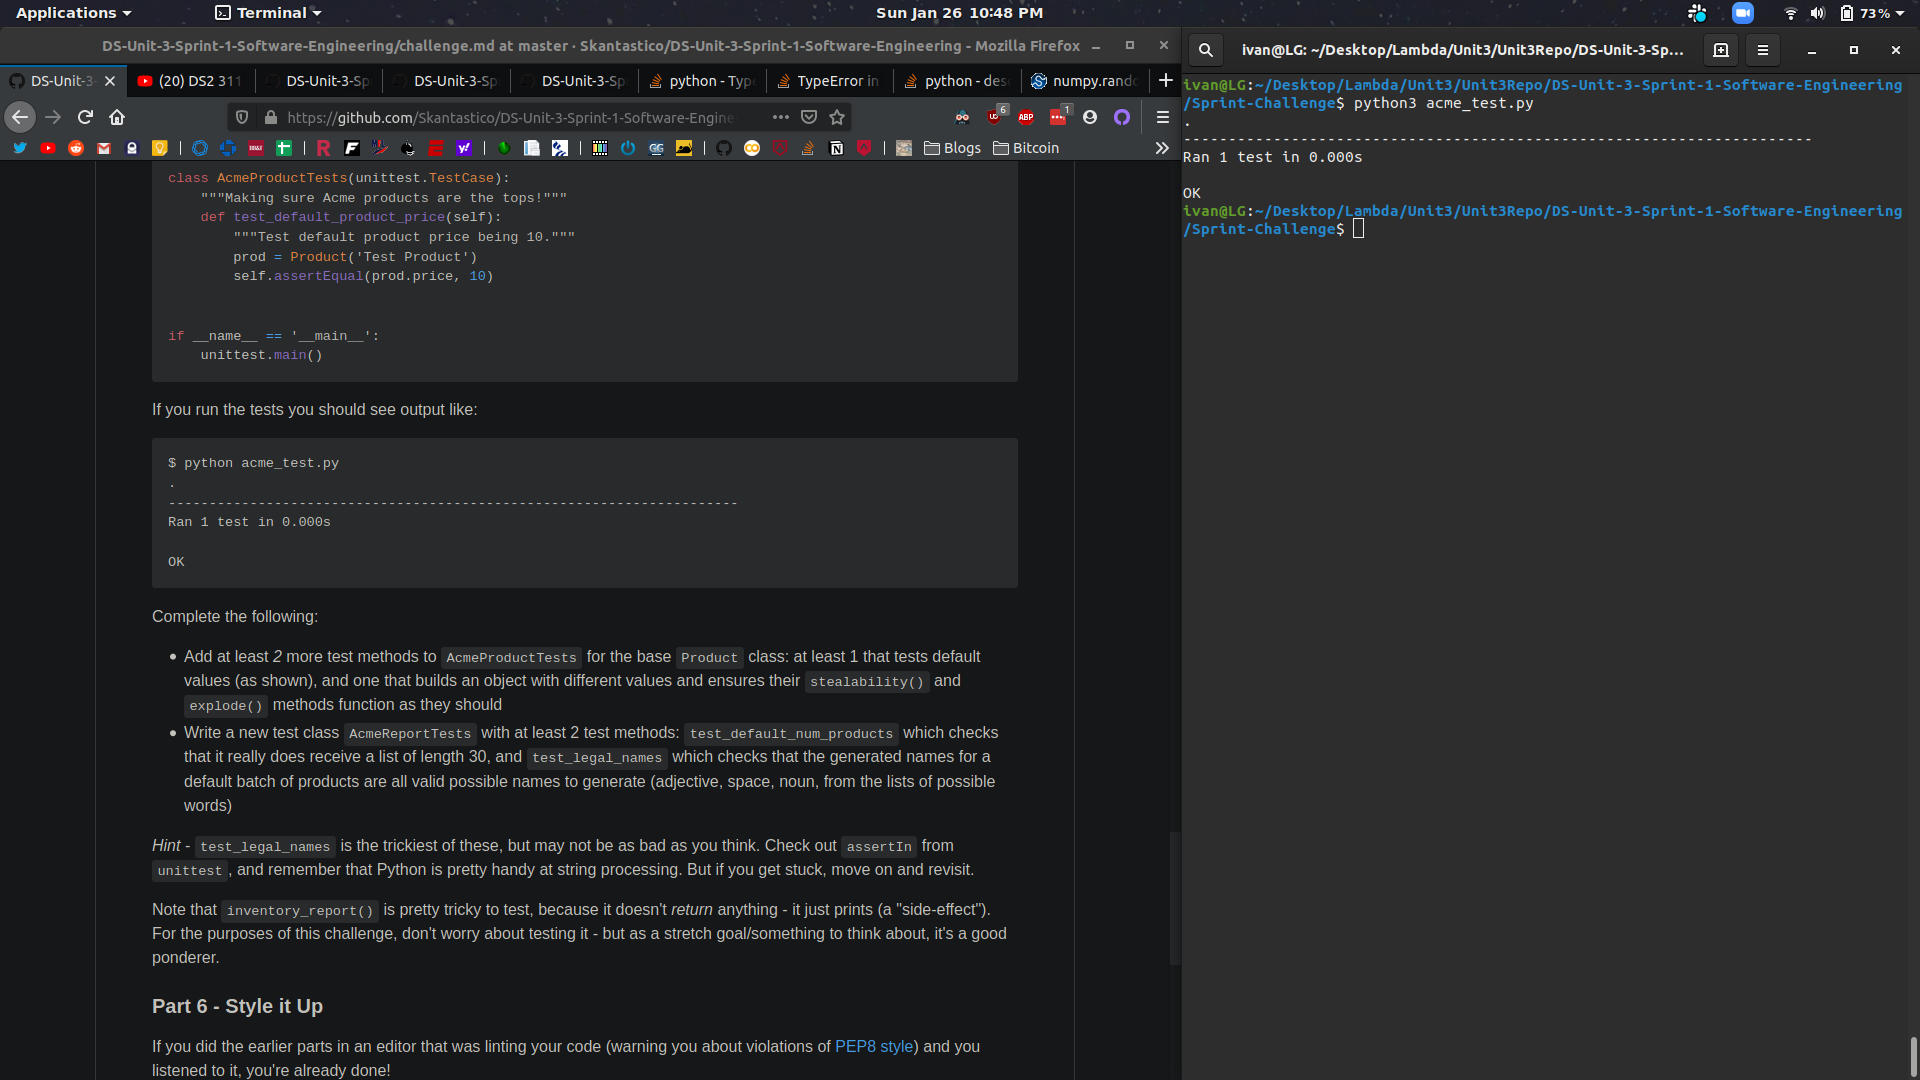 Applications
Terminal
Sun Jan 26 10:48 PM
73%
DS-Unit-3-Sprint-1-Software-Engineering/challenge.md at master · Skantastico/DS-Unit-3-Sprint-1-Software-Engineering - Mozilla Firefox
DS-Unit-3-
(20) DS2 311
DS-Unit-3-Sp
DS-Unit-3-Sp
DS-Unit-3-Sp
python - Type
TypeError in
python - des
numpy.rando
https://github.com/Skantastico/DS-Unit-3-Sprint-1-Software-Engine
6
ABP
1
Blogs
Bitcoin
class AcmeProductTests(unittest.TestCase):
"""Making sure Acme products are the tops!"""
def test_default_product_price(self):
"""Test default product price being 10."""
prod = Product('Test Product')
self.assertEqual(prod.price, 10)
if __name__ == '__main__':
unittest.main()
If you run the tests you should see output like:
$ python acme_test.py
.
----------------------------------------------------------------------
Ran 1 test in 0.000s
OK
Complete the following:
Add at least 2 more test methods to AcmeProductTests for the base Product class: at least 1 that tests default
values (as shown), and one that builds an object with different values and ensures their stealability() and
explode() methods function as they should
Write a new test class AcmeReportTests with at least 2 test methods: test_default_num_products which checks
that it really does receive a list of length 30, and test_legal_names which checks that the generated names for a
default batch of products are all valid possible names to generate (adjective, space, noun, from the lists of possible
words)
Hint - test_legal_names is the trickiest of these, but may not be as bad as you think. Check out assertIn from
unittest, and remember that Python is pretty handy at string processing. But if you get stuck, move on and revisit.
Note that inventory_report() is pretty tricky to test, because it doesn't return anything - it just prints (a "side-effect").
For the purposes of this challenge, don't worry about testing it - but as a stretch goal/something to think about, it's a good
ponderer.
Part 6 - Style it Up
If you did the earlier parts in an editor that was linting your code (warning you about violations of PEP8 style) and you
listened to it, you're already done!
ivan@LG: ~/Desktop/Lambda/Unit3/Unit3Repo/DS-Unit-3-Sp...
ivan@LG:~/Desktop/Lambda/Unit3/Unit3Repo/DS-Unit-3-Sprint-1-Software-Engineering
/Sprint-Challenge$ python3 acme_test.py
.
----------------------------------------------------------------------
Ran 1 test in 0.000s
OK
ivan@LG:~/Desktop/Lambda/Unit3/Unit3Repo/DS-Unit-3-Sprint-1-Software-Engineering
/Sprint-Challenge$